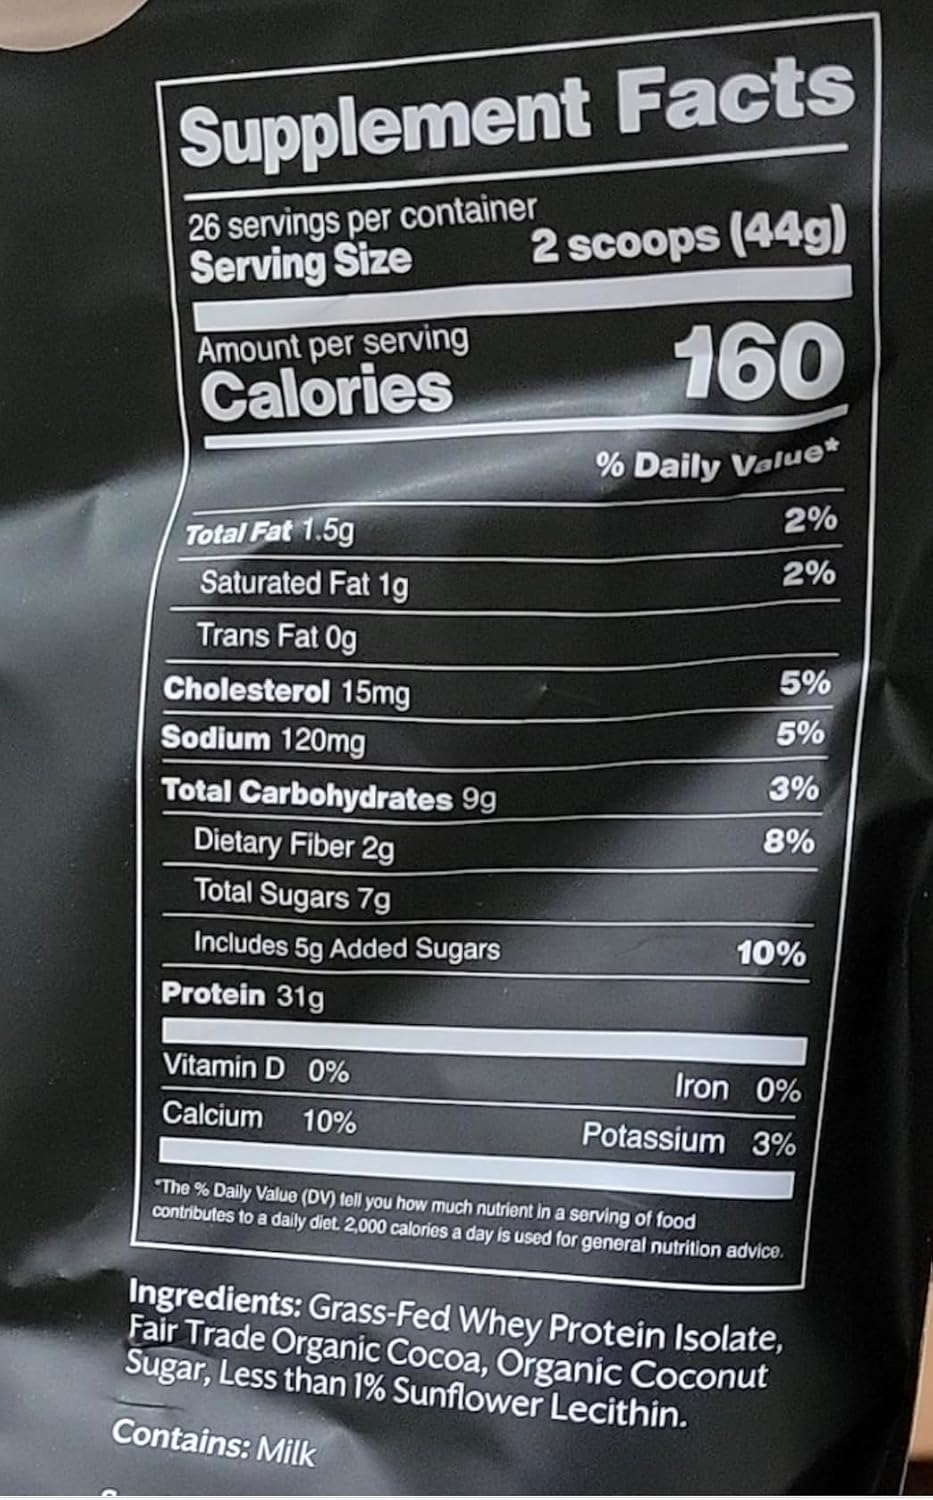 Supplement Facts
26 servings per container
Serving Size 2 scoops (44g)
Amount per serving
Calories 160
% Daily Value*
Total Fat 1.5g 2%
Saturated Fat 1g 2%
Trans Fat 0g
Cholesterol 15mg 5%
Sodium 120mg 5%
Total Carbohydrates 9g 3%
Dietary Fiber 2g 8%
Total Sugars 7g
Includes 5g Added Sugars 10%
Protein 31g
Vitamin D 0% Iron 0%
Calcium 10% Potassium 3%
*The % Daily Value (DV) tell you how much nutrient in a serving of food
contributes to a daily diet. 2,000 calories a day is used for general nutrition advice.
Ingredients: Grass-Fed Whey Protein Isolate,
Fair Trade Organic Cocoa, Organic Coconut
Sugar, Less than 1% Sunflower Lecithin.
Contains: Milk